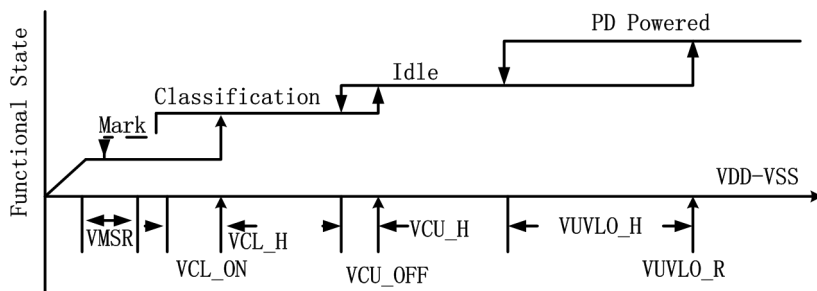 Functional State
PD Powered
Idle
Classification
Mark
VDD-VSS
VMSR
VCL_H
VCU_H
VUVLO_H
VCL_ON
VCU_OFF
VUVLO_R